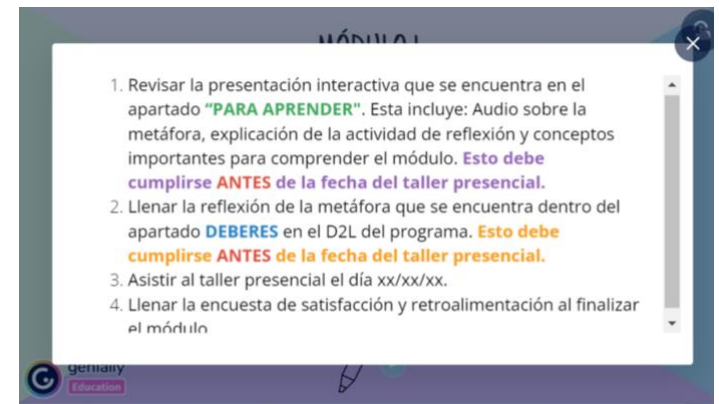 MÓDULO I
1. Revisar la presentación interactiva que se encuentra en el
apartado “PARA APRENDER". Esta incluye: Audio sobre la
metáfora, explicación de la actividad de reflexión y conceptos
importantes para comprender el módulo. Esto debe
cumplirse ANTES de la fecha del taller presencial.
2. Llenar la reflexión de la metáfora que se encuentra dentro del
apartado DEBERES en el D2L del programa. Esto debe
cumplirse ANTES de la fecha del taller presencial.
3. Asistir al taller presencial el día xx/xx/xx.
4. Llenar la encuesta de satisfacción y retroalimentación al finalizar
el módulo
genially
Education